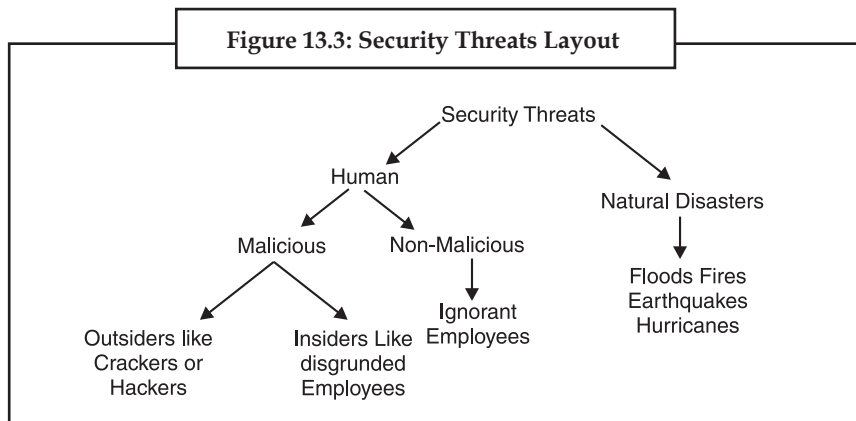 Figure 13.3: Security Threats Layout
Security Threats
Human
Natural Disasters
Malicious
Non-Malicious
Floods Fires
Earthquakes
Hurricanes
Ignorant
Employees
Outsiders like
Crackers or
Hackers
Insiders Like
disgrunded
Employees